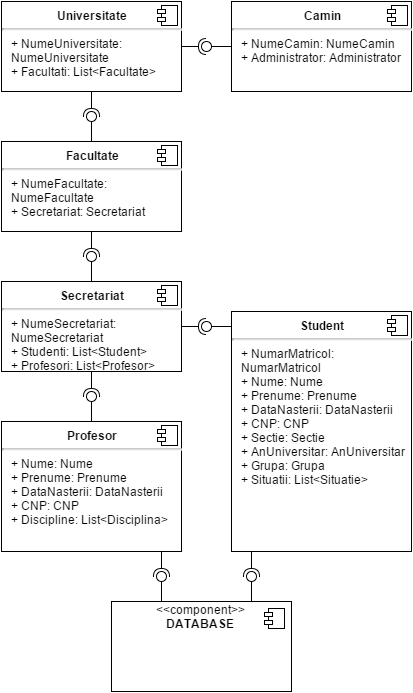 Universitate
+ NumeUniversitate:
NumeUniversitate
+ Facultati: List<Facultate>
Camin
+ NumeCamin: NumeCamin
+ Administrator: Administrator
Facultate
+ NumeFacultate:
NumeFacultate
+ Secretariat: Secretariat
Secretariat
+ NumeSecretariat:
NumeSecretariat
+ Studenti: List<Student>
+ Profesori: List<Profesor>
Student
+ NumarMatricol:
NumarMatricol
+ Nume: Nume
+ Prenume: Prenume
+ DataNasterii: DataNasterii
+ CNP: CNP
+ Sectie: Sectie
+ AnUniversitar: AnUniversitar
+ Grupa: Grupa
+ Situatii: List<Situatie>
Profesor
+ Nume: Nume
+ Prenume: Prenume
+ DataNasterii: DataNasterii
+ CNP: CNP
+ Discipline: List<Disciplina>
<<component>>
DATABASE